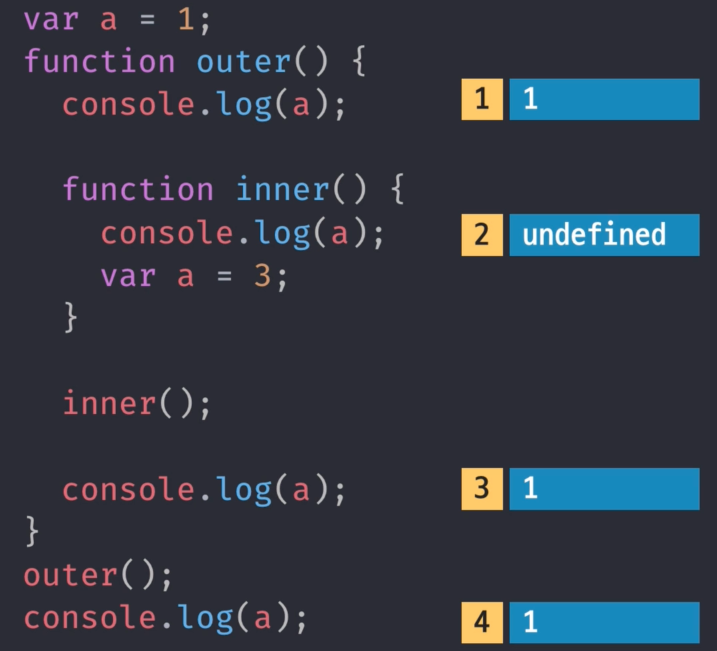 var a = 1;
function outer() {
  console.log(a); 1 1
  function inner() {
    console.log(a); 2 undefined
    var a = 3;
  }
  inner();
  console.log(a); 3 1
}
outer();
console.log(a); 4 1